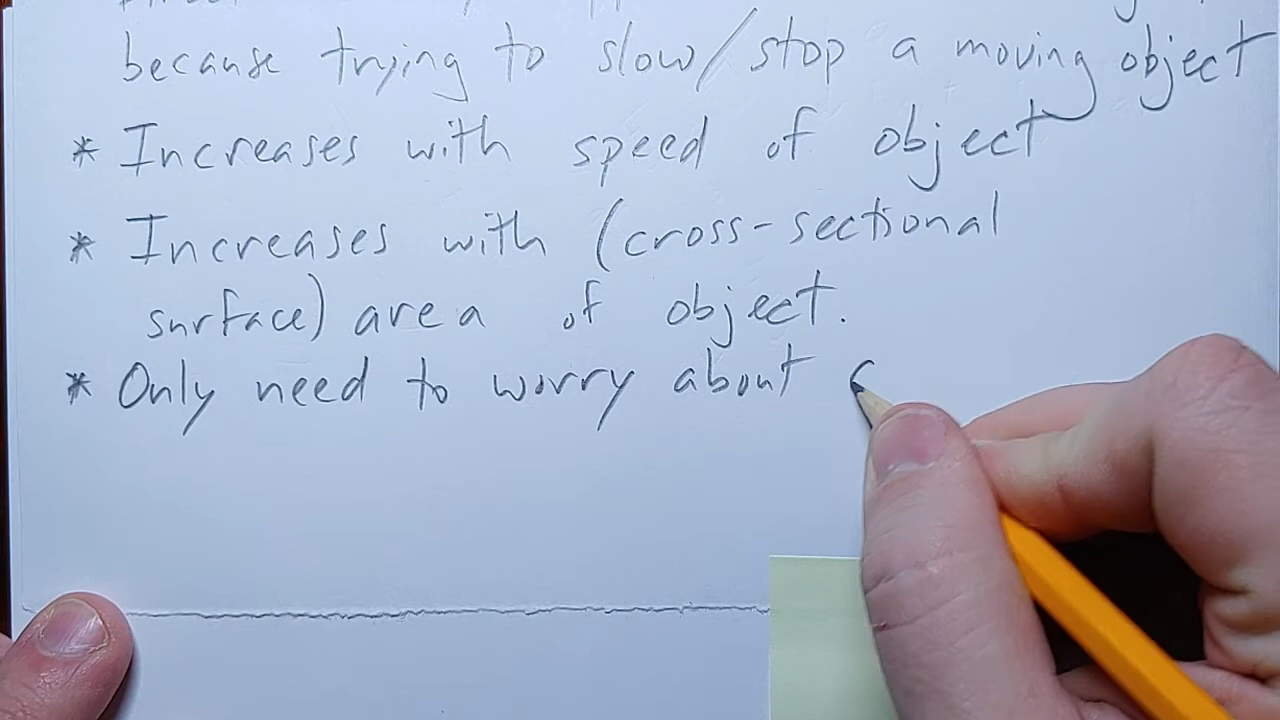 because trying to slow/stop a moving object
* Increases with speed of object
* Increases with (cross-sectional
surface) area of object.
* Only need to worry about